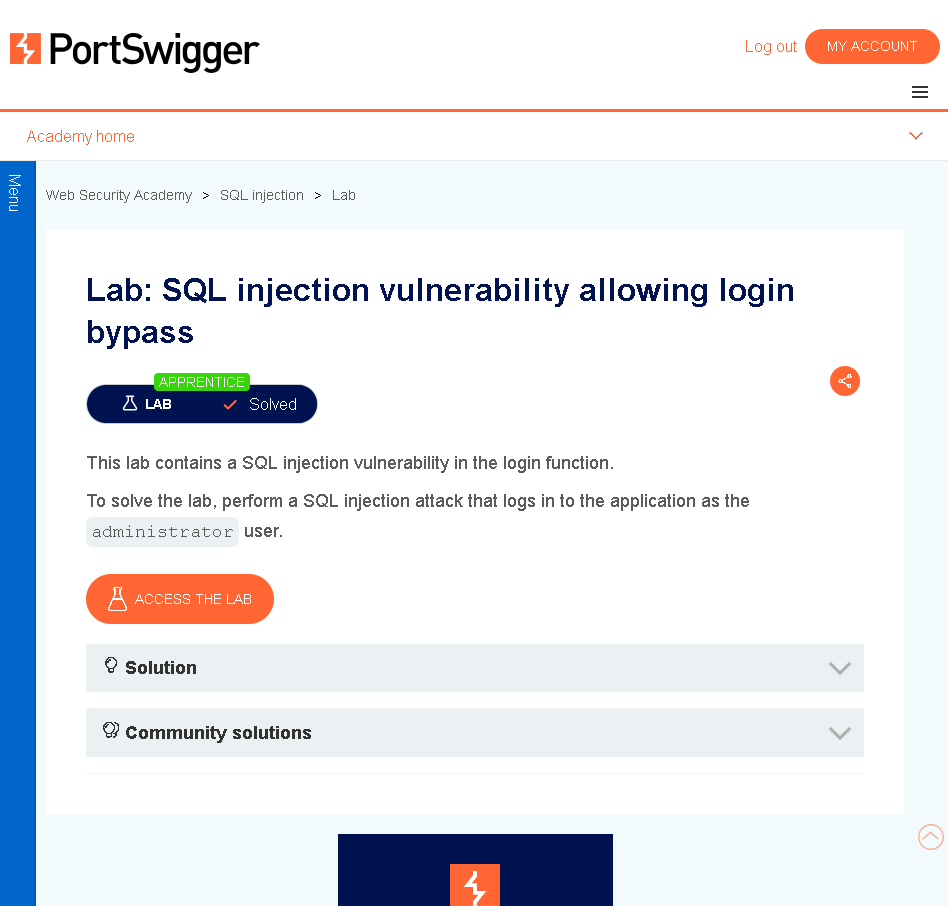 PortSwigger
Log out
MY ACCOUNT
Academy home
Menu
Web Security Academy > SQL injection > Lab
Lab: SQL injection vulnerability allowing login
bypass
APPRENTICE
LAB
Solved
This lab contains a SQL injection vulnerability in the login function.
To solve the lab, perform a SQL injection attack that logs in to the application as the
administrator user.
ACCESS THE LAB
Solution
Community solutions